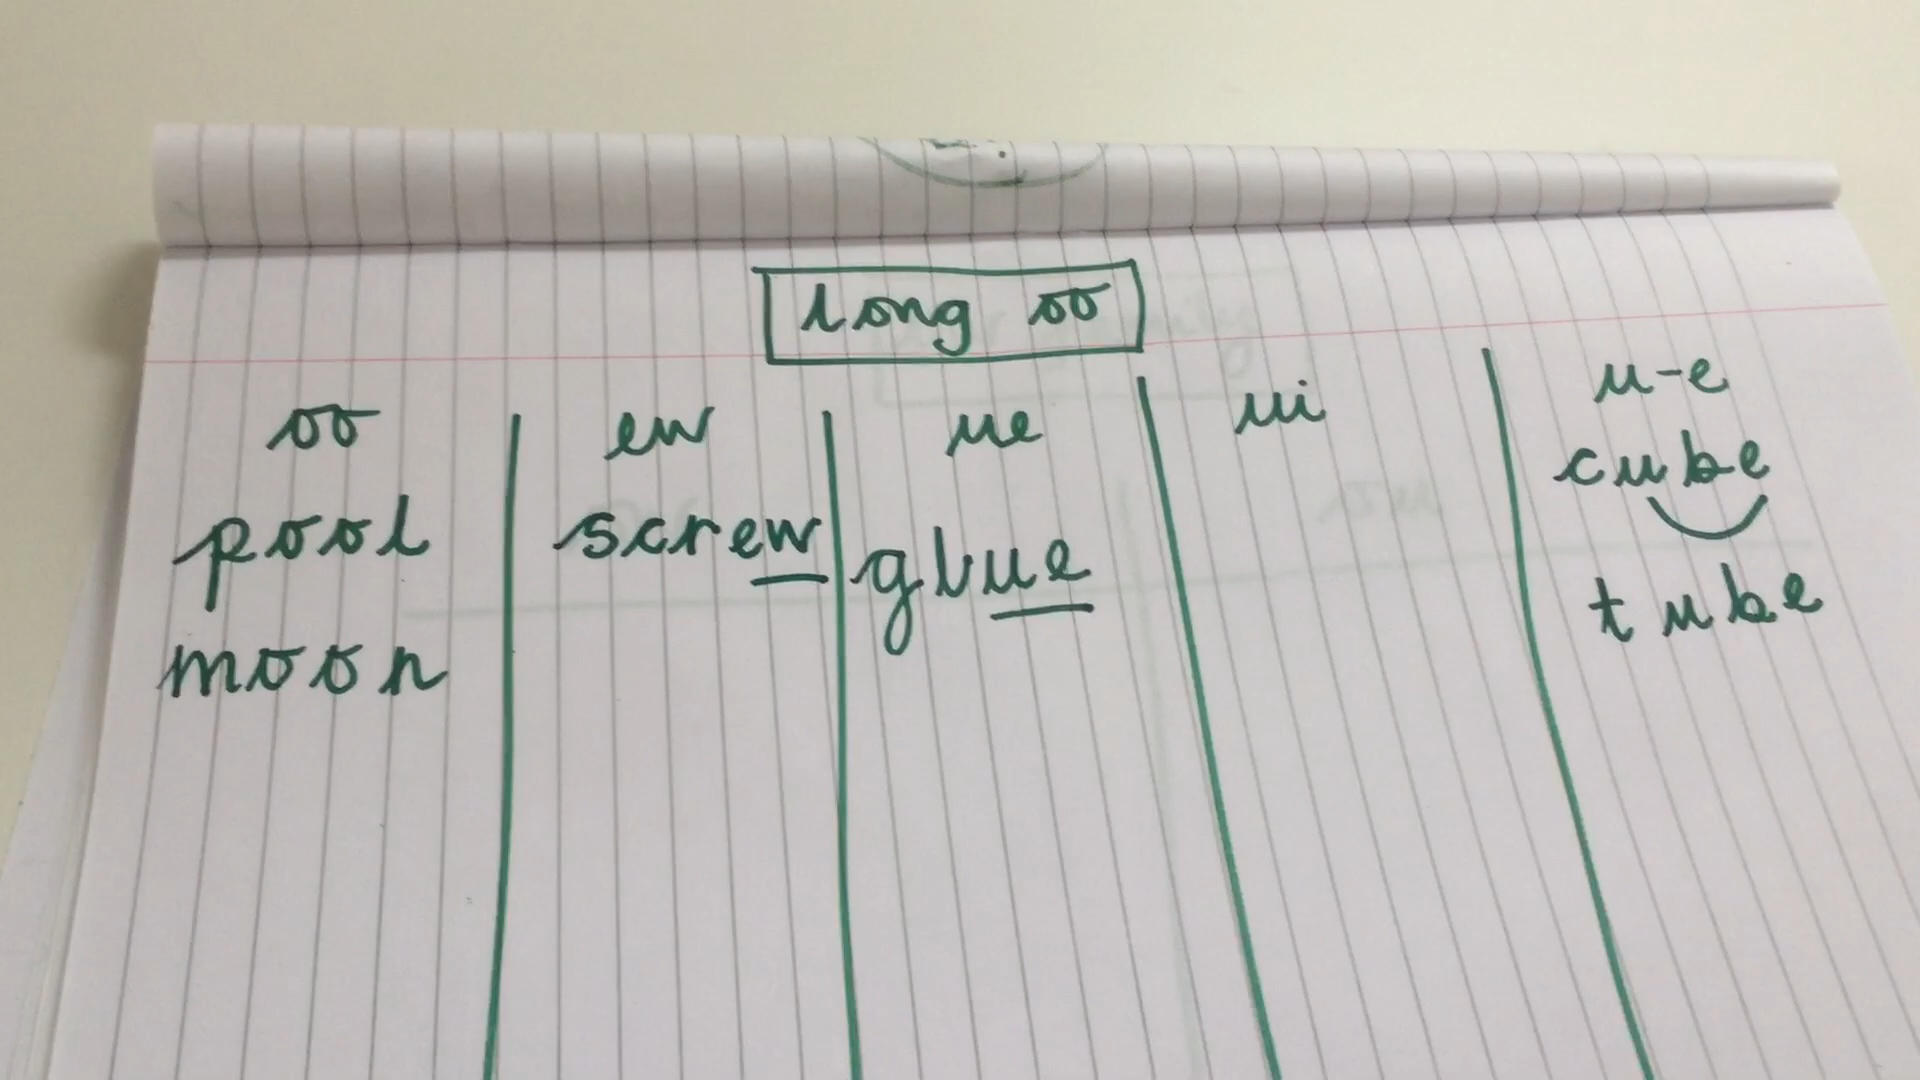 long oo
oo
pool
moon
ew
screw
ue
glue
ui
u-e
cube
tube